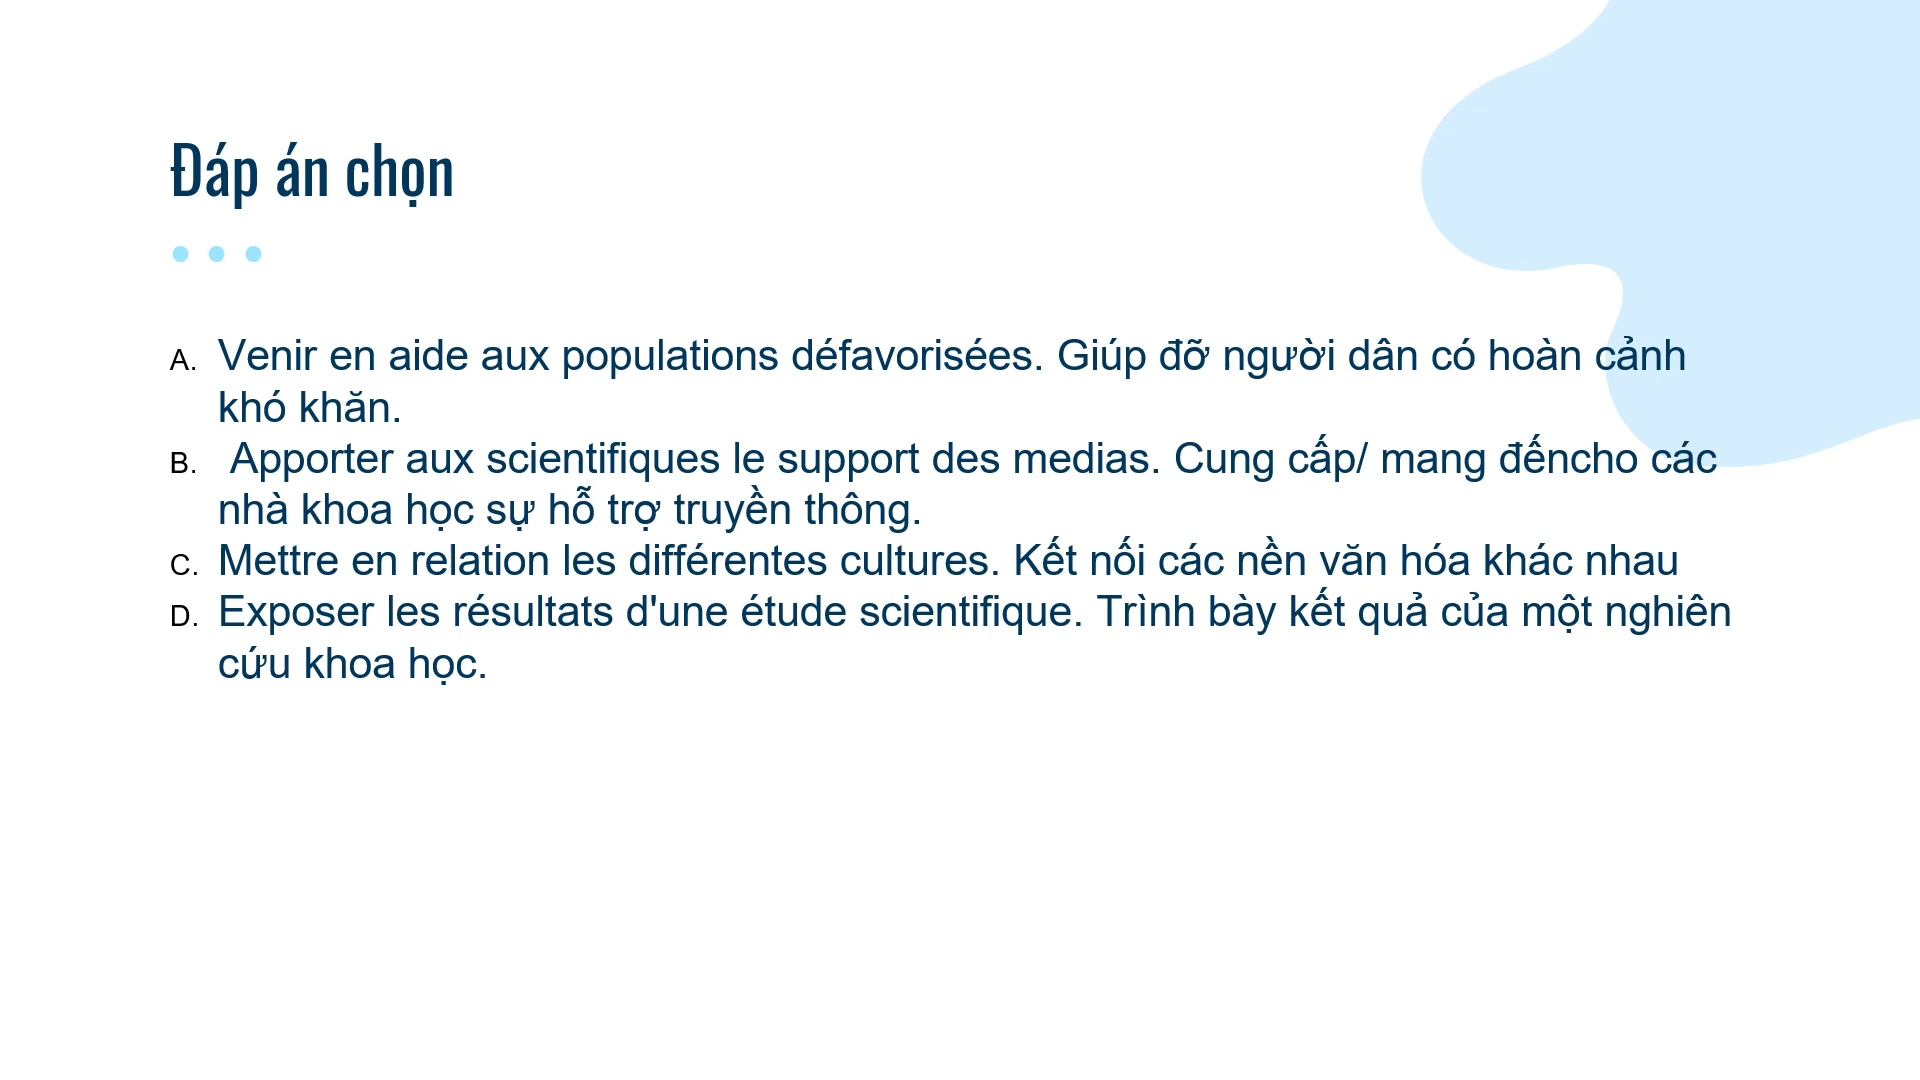 Đáp án chọn
A. Venir en aide aux populations défavorisées. Giúp đỡ người dân có hoàn cảnh
khó khăn.
B. Apporter aux scientifiques le support des medias. Cung cấp/ mang đếncho các
nhà khoa học sự hỗ trợ truyền thông.
C. Mettre en relation les différentes cultures. Kết nối các nền văn hóa khác nhau
D. Exposer les résultats d'une étude scientifique. Trình bày kết quả của một nghiên
cứu khoa học.